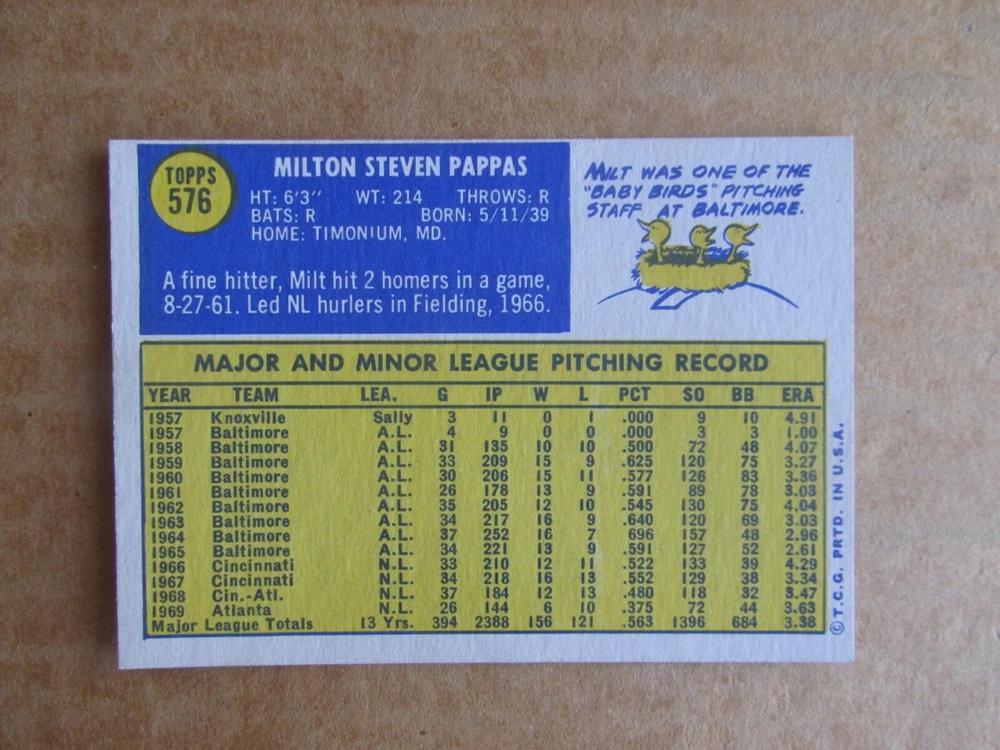 TOPPS
576
MILTON STEVEN PAPPAS
HT: 6'3" WT: 214 THROWS: R
BATS: R BORN: 5/11/39
HOME: TIMONIUM, MD.
A fine hitter, Milt hit 2 homers in a game,
8-27-61. Led NL hurlers in Fielding, 1966.
MILT WAS ONE OF THE
"BABY BIRDS" PITCHING
STAFF AT BALTIMORE.
MAJOR AND MINOR LEAGUE PITCHING RECORD
YEAR TEAM LEA. G IP W L PCT SO BB ERA
1957 Knoxville Sally 3 11 0 1 .000 9 10 4.91
1957 Baltimore A.L. 4 9 0 0 .000 3 3 1.00
1958 Baltimore A.L. 31 135 10 10 .500 72 48 4.07
1959 Baltimore A.L. 33 209 15 9 .625 120 75 3.27
1960 Baltimore A.L. 30 206 15 11 .577 126 83 3.36
1961 Baltimore A.L. 26 178 13 9 .591 89 78 3.03
1962 Baltimore A.L. 35 205 12 10 .545 130 75 4.04
1963 Baltimore A.L. 34 217 16 9 .640 120 69 3.03
1964 Baltimore A.L. 37 252 16 7 696 157 48 2.96
1965 Baltimore A.L. 34 221 13 9 .591 127 52 2.61
1966 Cincinnati N.L. 33 210 12 11 .522 133 39 4.29
1967 Cincinnati N.L. 34 218 16 13 .552 129 38 3.34
1968 Cin.-Atl. N.L. 37 184 12 13 .480 118 32 3.47
1969 Atlanta N.L. 26 144 6 10 .375 72 44 3.63
Major League Totals 13 Yrs. 394 2388 156 121 .563 1396 684 3.38
© T.C.G. PRTD. IN U.S.A.